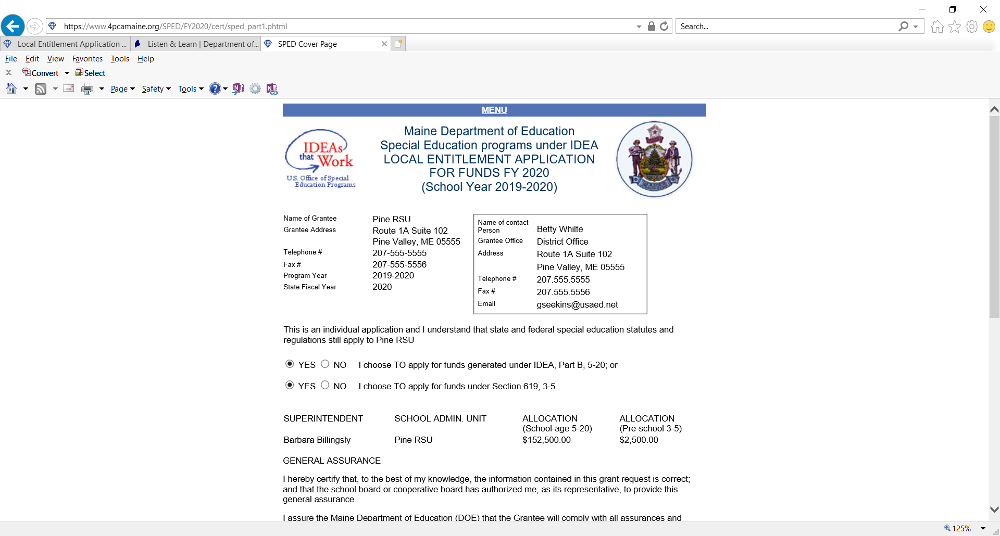 https://www.4pcamaine.org/SPED/FY2020/cert/sped_part1.phtml
Search...
Local Entitlement Application ...
Listen & Learn | Department of...
SPED Cover Page
File Edit View Favorites Tools Help
x Convert Select
Page Safety Tools
MENU
IDEAs
that Work
U.S. Office of Special
Education Programs
Maine Department of Education
Special Education programs under IDEA
LOCAL ENTITLEMENT APPLICATION
FOR FUNDS FY 2020
(School Year 2019-2020)
Name of Grantee Pine RSU
Grantee Address Route 1A Suite 102
Pine Valley, ME 05555
Telephone # 207-555-5555
Fax # 207-555-5556
Program Year 2019-2020
State Fiscal Year 2020
Name of contact
Person Betty Whilte
Grantee Office District Office
Address Route 1A Suite 102
Pine Valley, ME 05555
Telephone # 207.555.5555
Fax # 207.555.5556
Email gseekins@usaed.net
This is an individual application and I understand that state and federal special education statutes and
regulations still apply to Pine RSU
YES NO I choose TO apply for funds generated under IDEA, Part B, 5-20; or
YES NO I choose TO apply for funds under Section 619, 3-5
SUPERINTENDENT SCHOOL ADMIN. UNIT ALLOCATION ALLOCATION
(School-age 5-20) (Pre-school 3-5)
Barbara Billingsly Pine RSU $152,500.00 $2,500.00
GENERAL ASSURANCE
I hereby certify that, to the best of my knowledge, the information contained in this grant request is correct;
and that the school board or cooperative board has authorized me, as its representative, to provide this
general assurance.
I assure the Maine Department of Education (DOE) that the Grantee will comply with all assurances and
125%